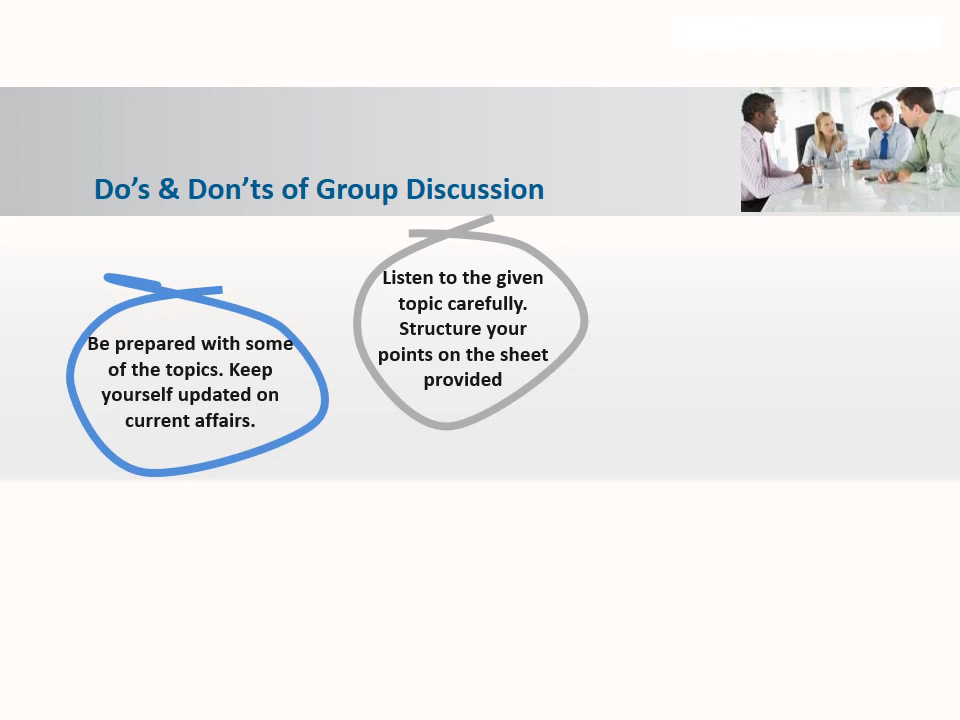 Do’s & Don’ts of Group Discussion
Be prepared with some
of the topics. Keep
yourself updated on
current affairs.
Listen to the given
topic carefully.
Structure your
points on the sheet
provided